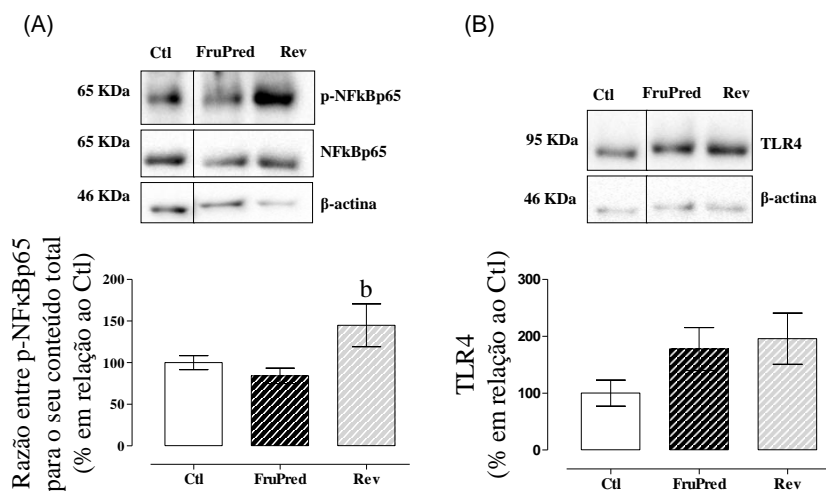 (A)
Ctl FruPred Rev
65 KDa p-NFkBp65
65 KDa NFkBp65
46 KDa β-actina
Razão entre p-NFκBp65
para o seu conteúdo total
(% em relação ao Ctl)
200
150
100
50
0
b
Ctl FruPred Rev
(B)
Ctl FruPred Rev
95 KDa TLR4
46 KDa β-actina
TLR4
(% em relação ao Ctl)
300
200
100
0
Ctl FruPred Rev